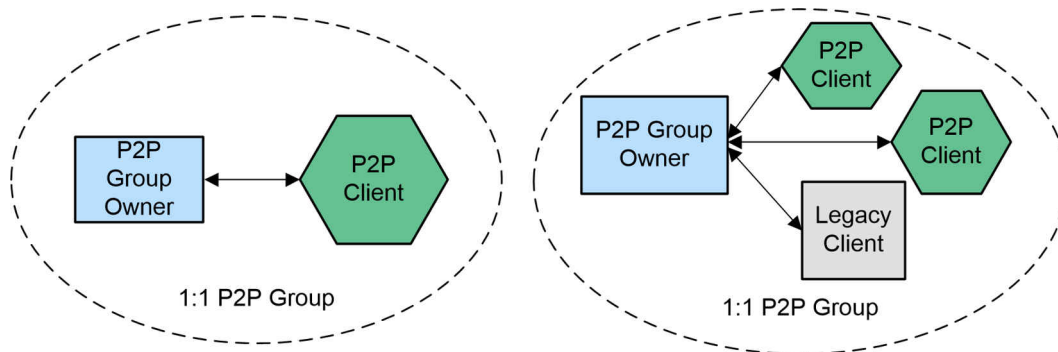 P2P
Group
Owner
P2P
Client
1:1 P2P Group
P2P Group
Owner
P2P
Client
P2P
Client
Legacy
Client
1:1 P2P Group